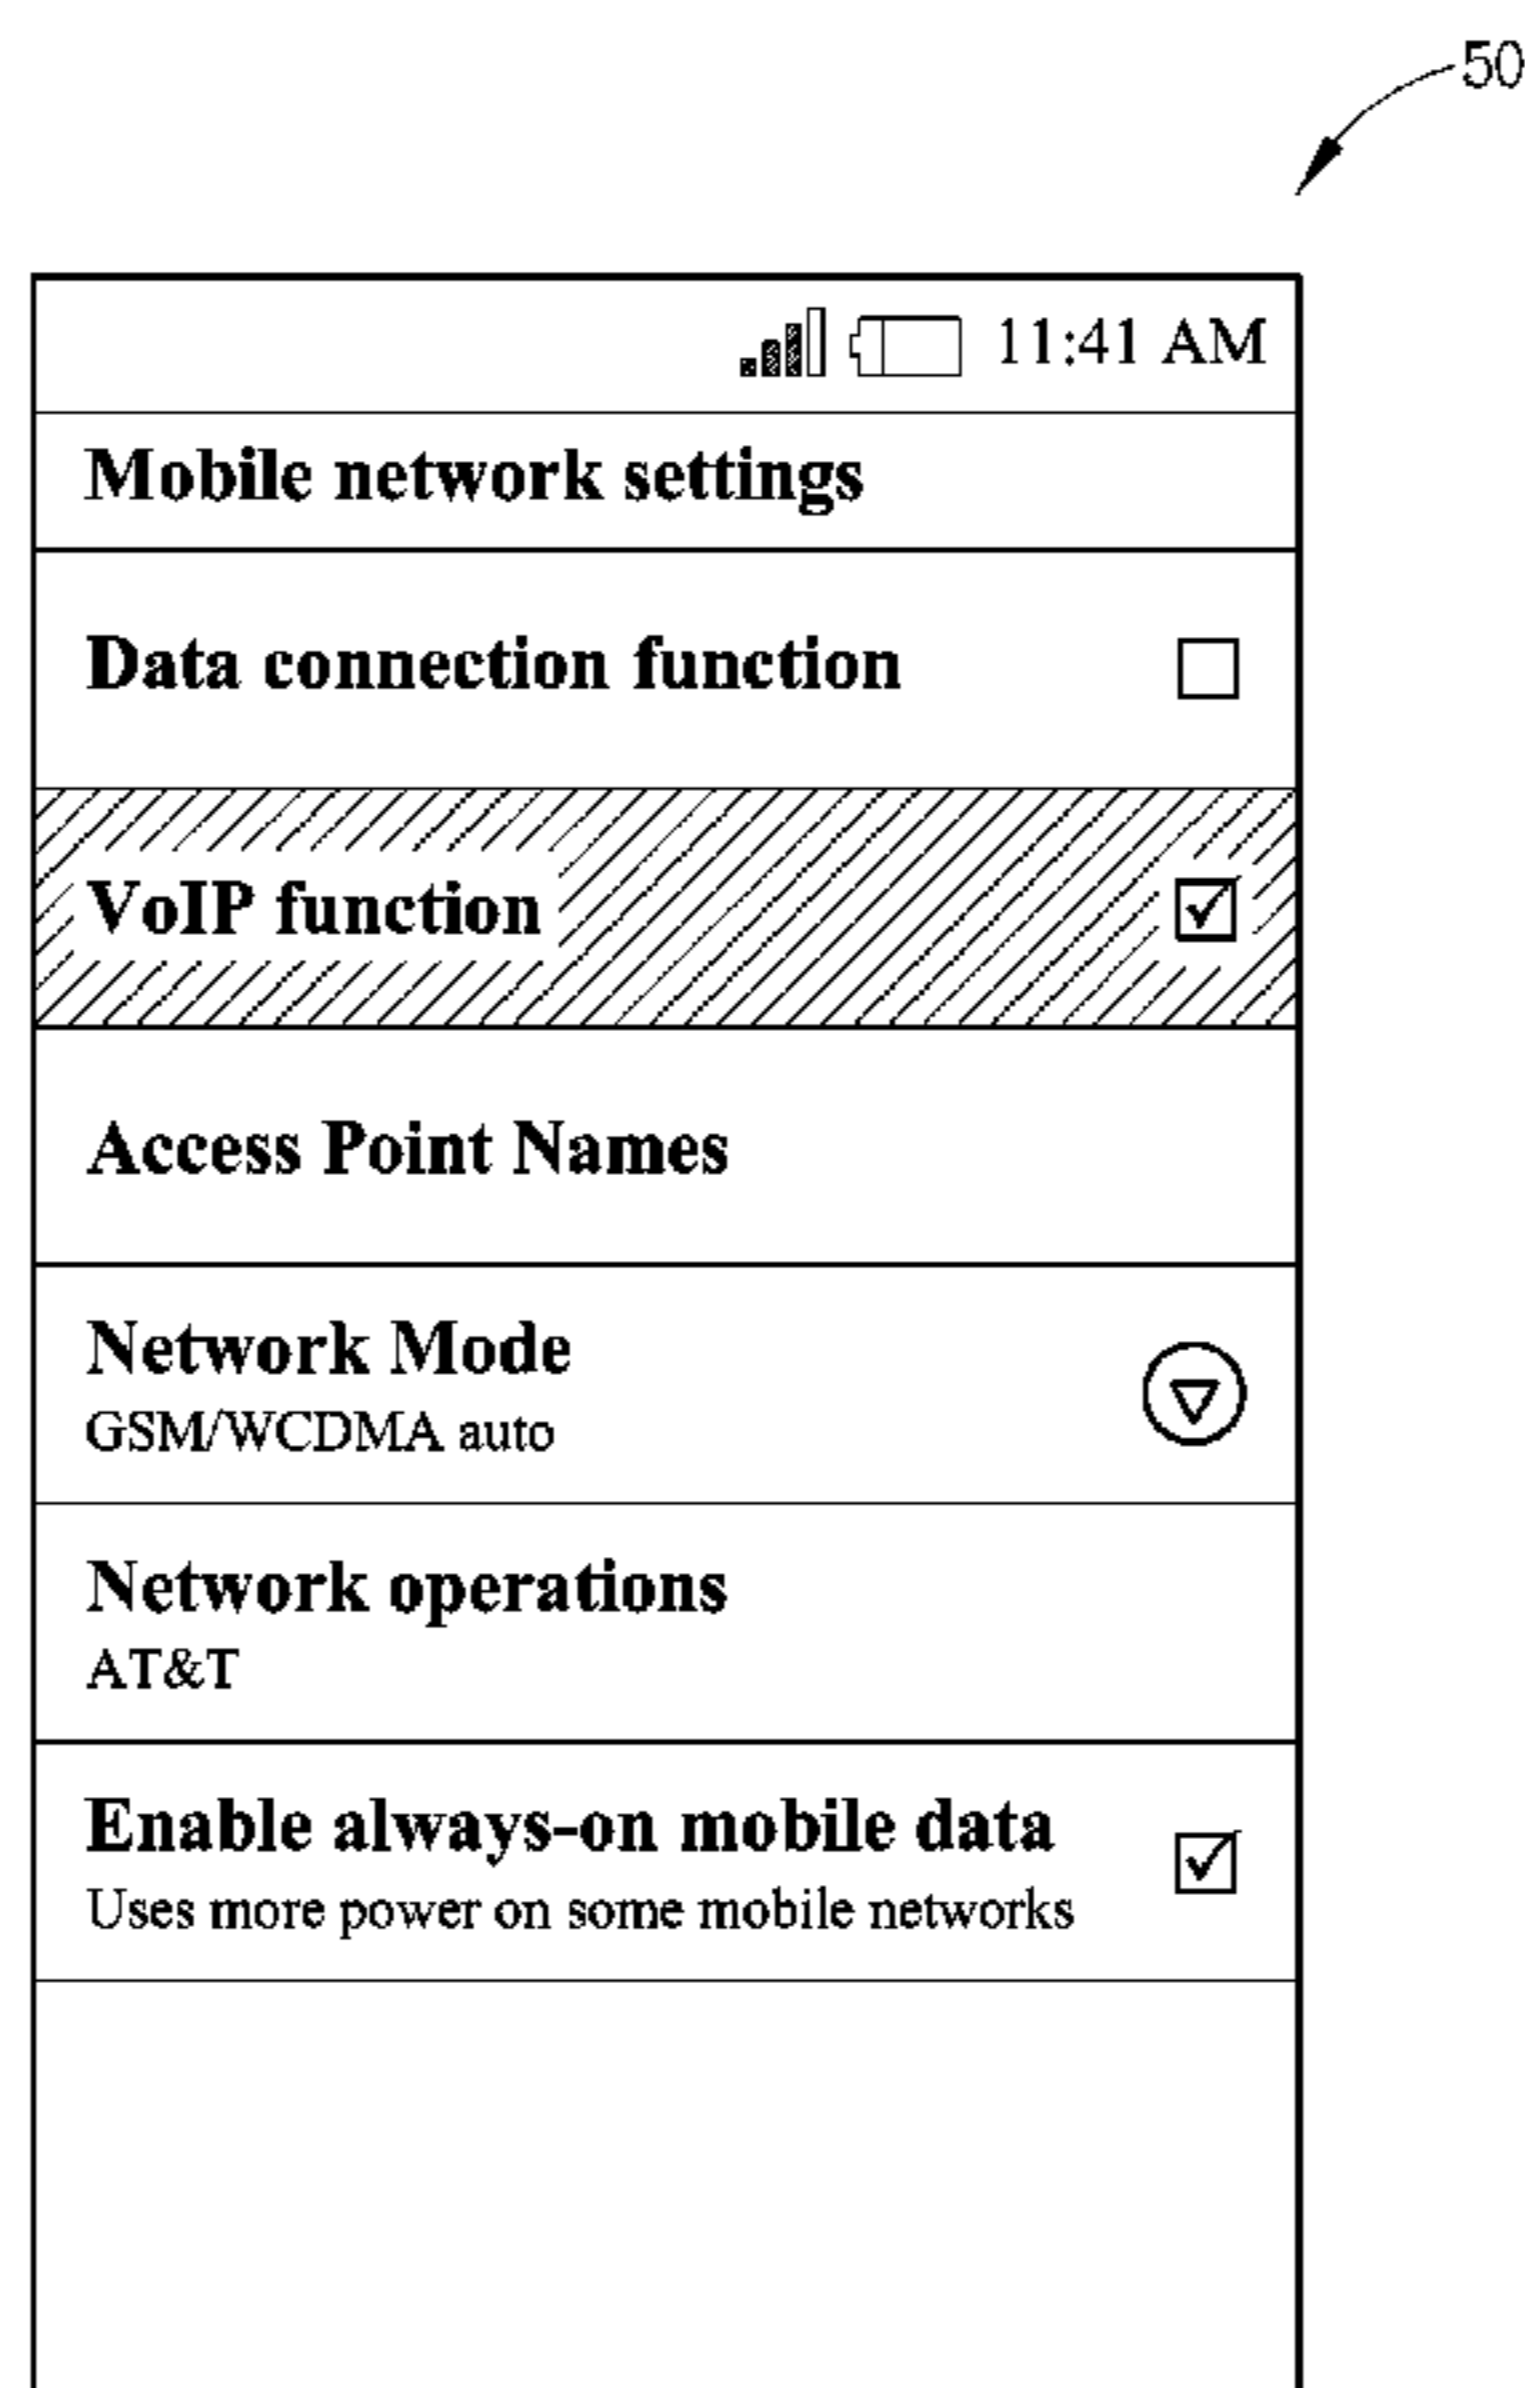 50
11:41 AM
Mobile network settings
Data connection function
VoIP function
Access Point Names
Network Mode
GSM/WCDMA auto
Network operations
AT&T
Enable always-on mobile data
Uses more power on some mobile networks